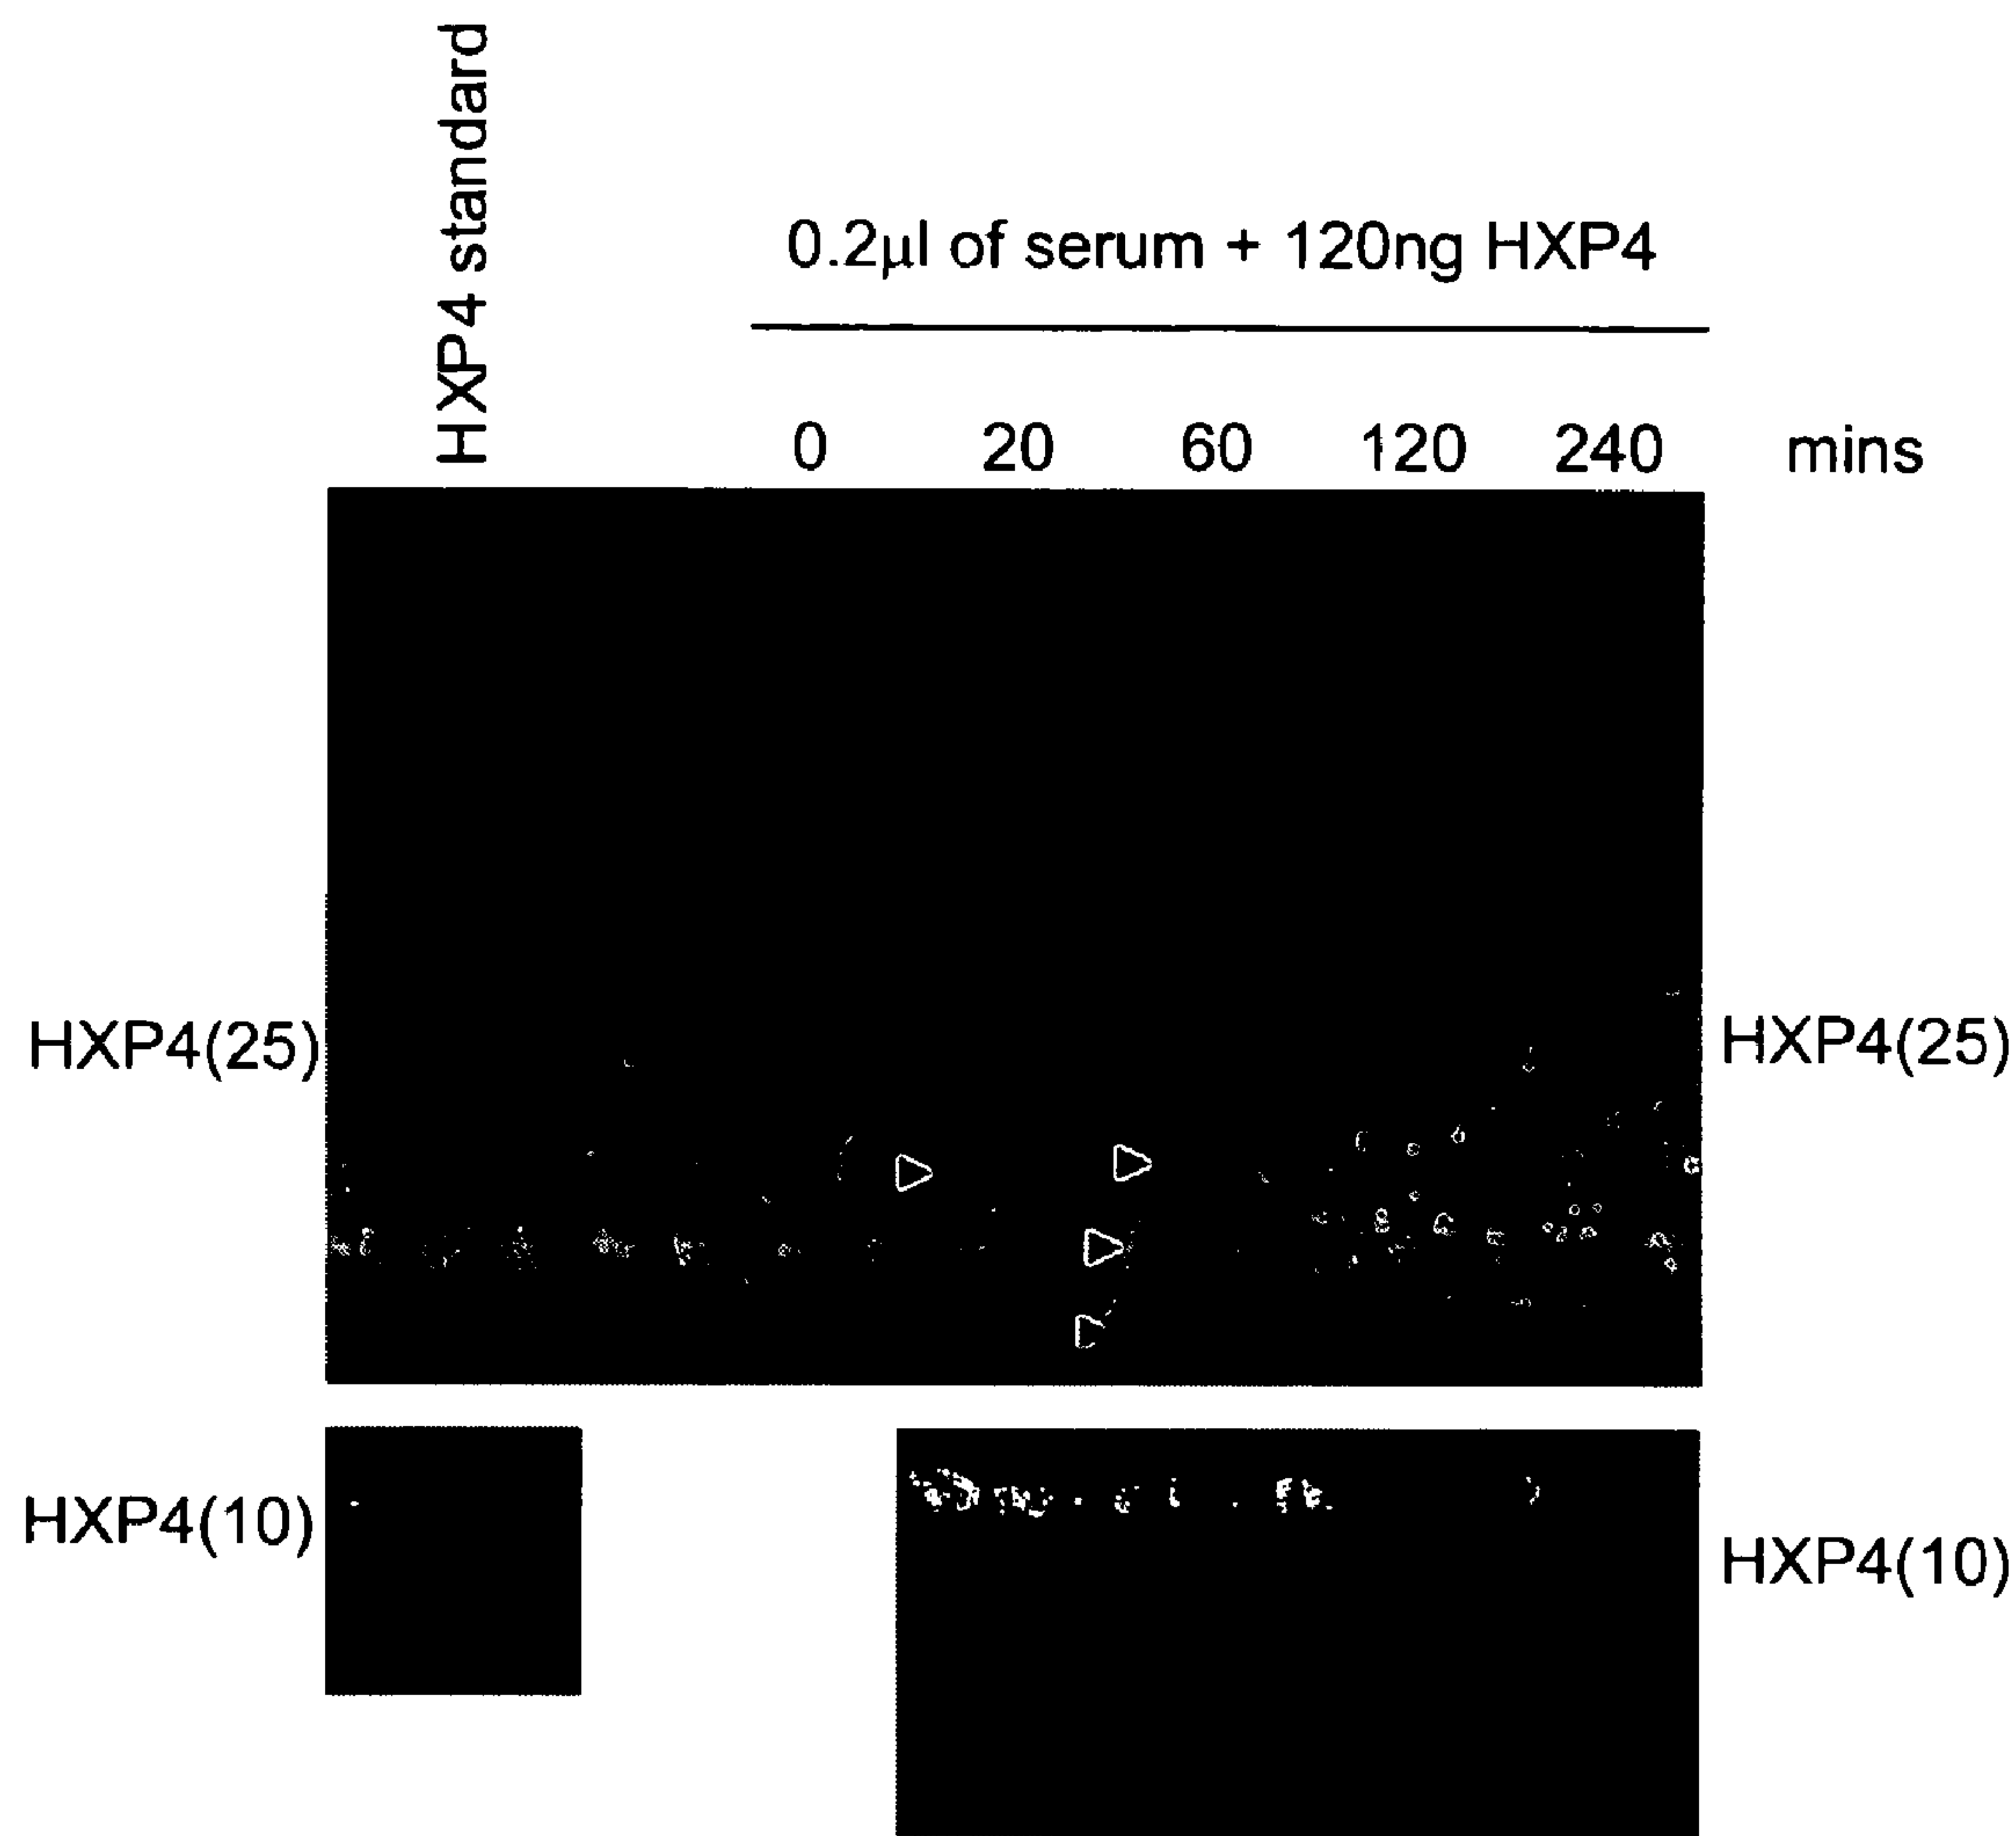 HXP4 standard
0.2µl of serum + 120ng HXP4
0 20 60 120 240 mins
HXP4(25) HXP4(25)
HXP4(10) HXP4(10)